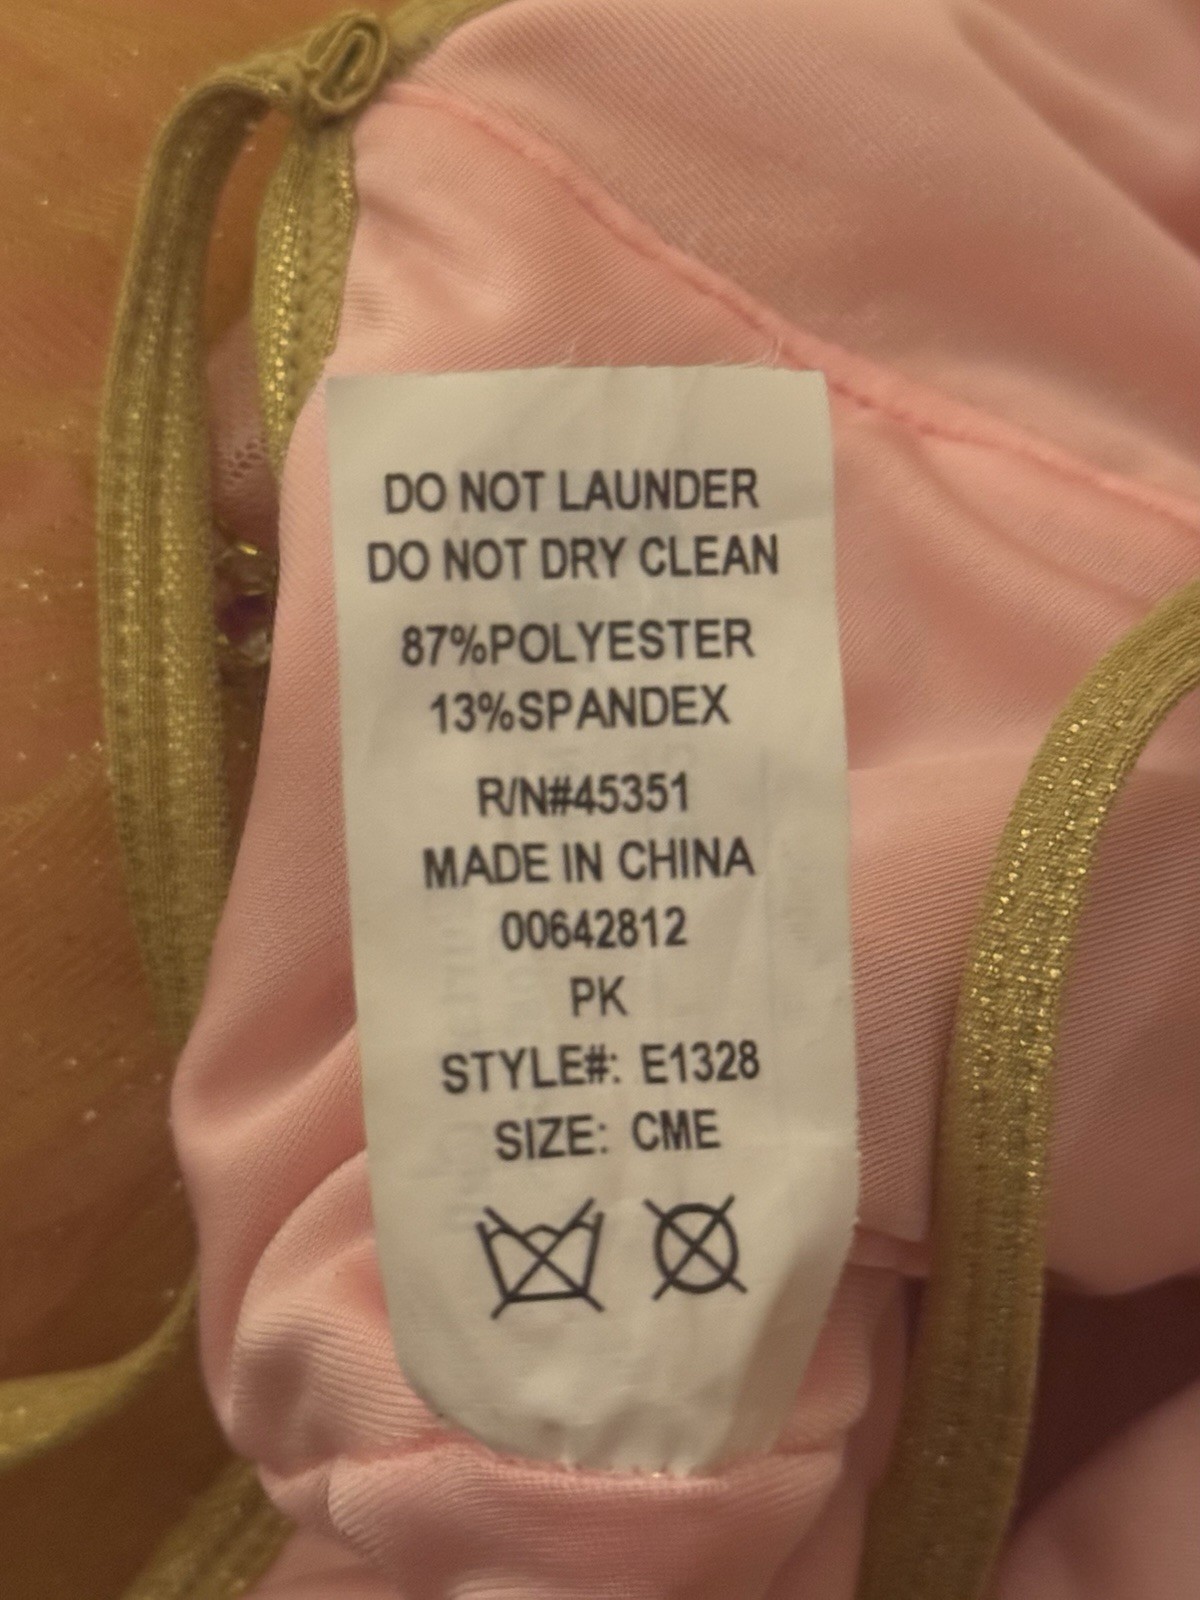 DO NOT LAUNDER
DO NOT DRY CLEAN
87%POLYESTER
13%SPANDEX
R/N#45351
MADE IN CHINA
00642812
PK
STYLE#: E1328
SIZE: CME